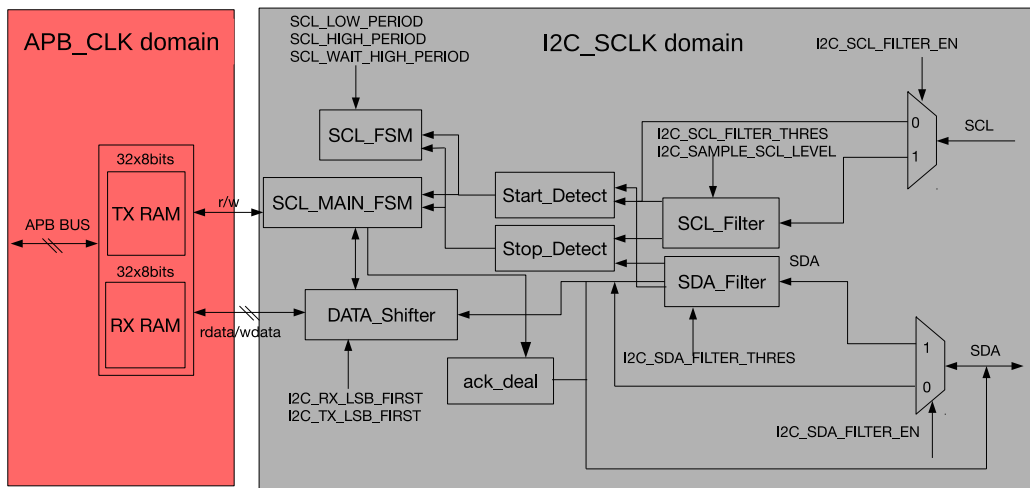 APB_CLK domain
32x8bits
TX RAM
APB BUS
32x8bits
RX RAM
r/w
rdata/wdata
I2C_SCLK domain
SCL_LOW_PERIOD
SCL_HIGH_PERIOD
SCL_WAIT_HIGH_PERIOD
SCL_FSM
SCL_MAIN_FSM
DATA_Shifter
I2C_RX_LSB_FIRST
I2C_TX_LSB_FIRST
Start_Detect
Stop_Detect
ack_deal
I2C_SCL_FILTER_THRES
I2C_SAMPLE_SCL_LEVEL
SCL_Filter
SDA_Filter
I2C_SDA_FILTER_THRES
I2C_SCL_FILTER_EN
0
1
SCL
SDA
1
0
SDA
I2C_SDA_FILTER_EN